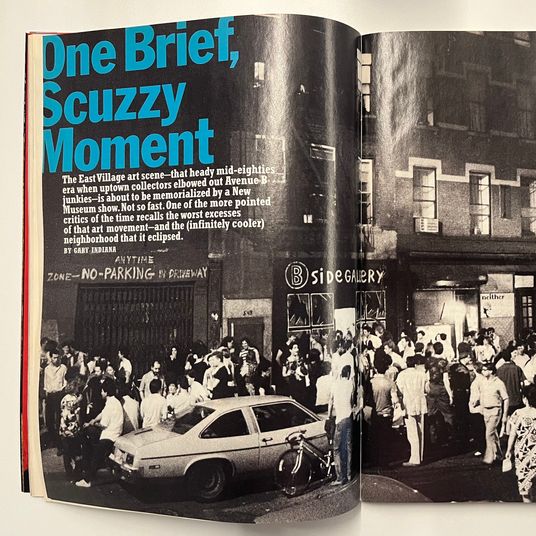 One Brief,
Scuzzy
Moment
The East Village art scene—that heady mid-eighties
era when uptown collectors elbowed out Avenue B
junkies—is about to be memorialized by a New
Museum show. Not so fast. One of the more pointed
critics of the time recalls the worst excesses
of that art movement—and the (infinitely cooler)
neighborhood that it eclipsed.
BY GARY INDIANA
ANYTIME
ZONE—NO-PARKING IN DRIVEWAY
B SIDE GALLERY
neither